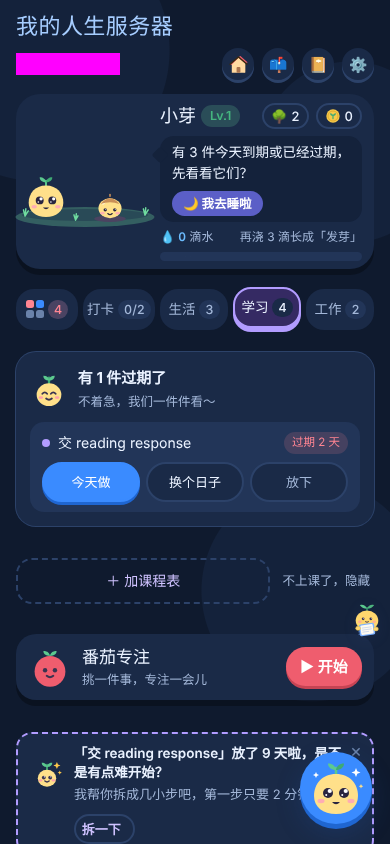 我的人生服务器
小芽 Lv.1 2 0
有 3 件今天到期或已经过期，
先看看它们？
我去睡啦
0 滴水 再浇 3 滴长成「发芽」
4 打卡 0/2 生活 3 学习 4 工作 2
有 1 件过期了
不着急，我们一件件看～
交 reading response 过期 2 天
今天做 换个日子 放下
＋ 加课程表 不上课了，隐藏
番茄专注
挑一件事，专注一会儿
开始
「交 reading response」放了 9 天啦，是不
是有点难开始？
我帮你拆成几小步吧，第一步只要 2 分
拆一下